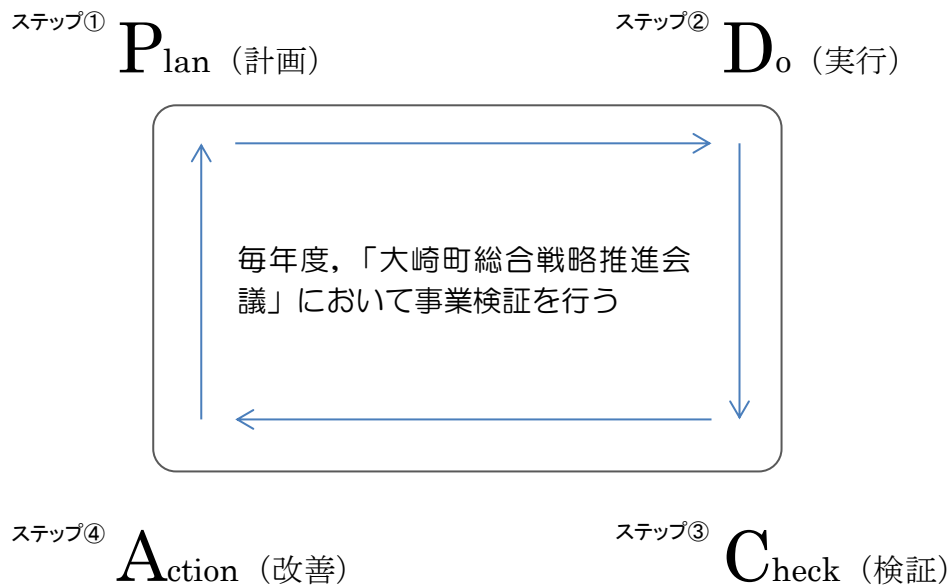 ステップ① Plan（計画）
ステップ② Do（実行）
毎年度，「大崎町総合戦略推進会
議」において事業検証を行う
ステップ④ Action（改善）
ステップ③ Check（検証）